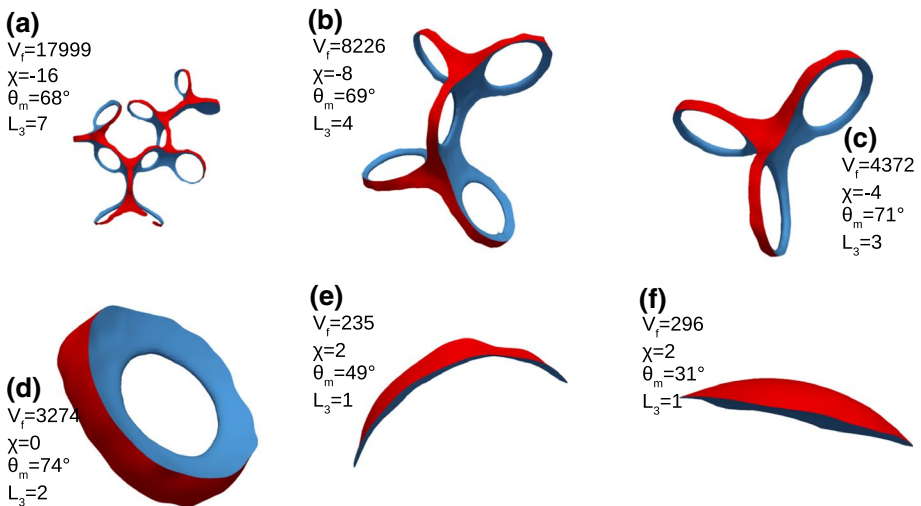 (a)
V_f=17999
χ=-16
θ_m=68°
L_3=7
(b)
V_f=8226
χ=-8
θ_m=69°
L_3=4
(c)
V_f=4372
χ=-4
θ_m=71°
L_3=3
(d)
V_f=3274
χ=0
θ_m=74°
L_3=2
(e)
V_f=235
χ=2
θ_m=49°
L_3=1
(f)
V_f=296
χ=2
θ_m=31°
L_3=1